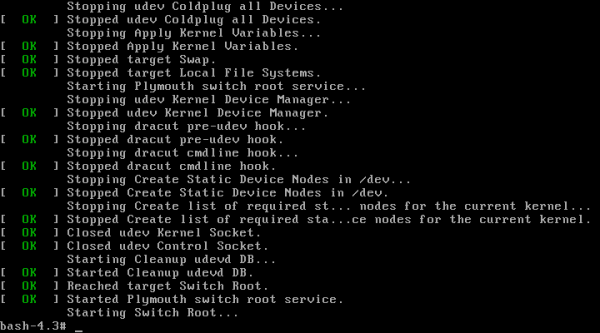 Stopping udev Coldplug all Devices...
[  OK  ] Stopped udev Coldplug all Devices.
Stopping Apply Kernel Variables...
[  OK  ] Stopped Apply Kernel Variables.
[  OK  ] Stopped target Swap.
[  OK  ] Stopped target Local File Systems.
Starting Plymouth switch root service...
Stopping udev Kernel Device Manager...
[  OK  ] Stopped udev Kernel Device Manager.
Stopping dracut pre-udev hook...
[  OK  ] Stopped dracut pre-udev hook.
Stopping dracut cmdline hook...
[  OK  ] Stopped dracut cmdline hook.
Stopping Create Static Device Nodes in /dev...
[  OK  ] Stopped Create Static Device Nodes in /dev.
Stopping Create list of required st... nodes for the current kernel...
[  OK  ] Stopped Create list of required sta...ce nodes for the current kernel.
[  OK  ] Closed udev Kernel Socket.
[  OK  ] Closed udev Control Socket.
Starting Cleanup udevd DB...
[  OK  ] Started Cleanup udevd DB.
[  OK  ] Reached target Switch Root.
[  OK  ] Started Plymouth switch root service.
Starting Switch Root...
bash-4.3# _